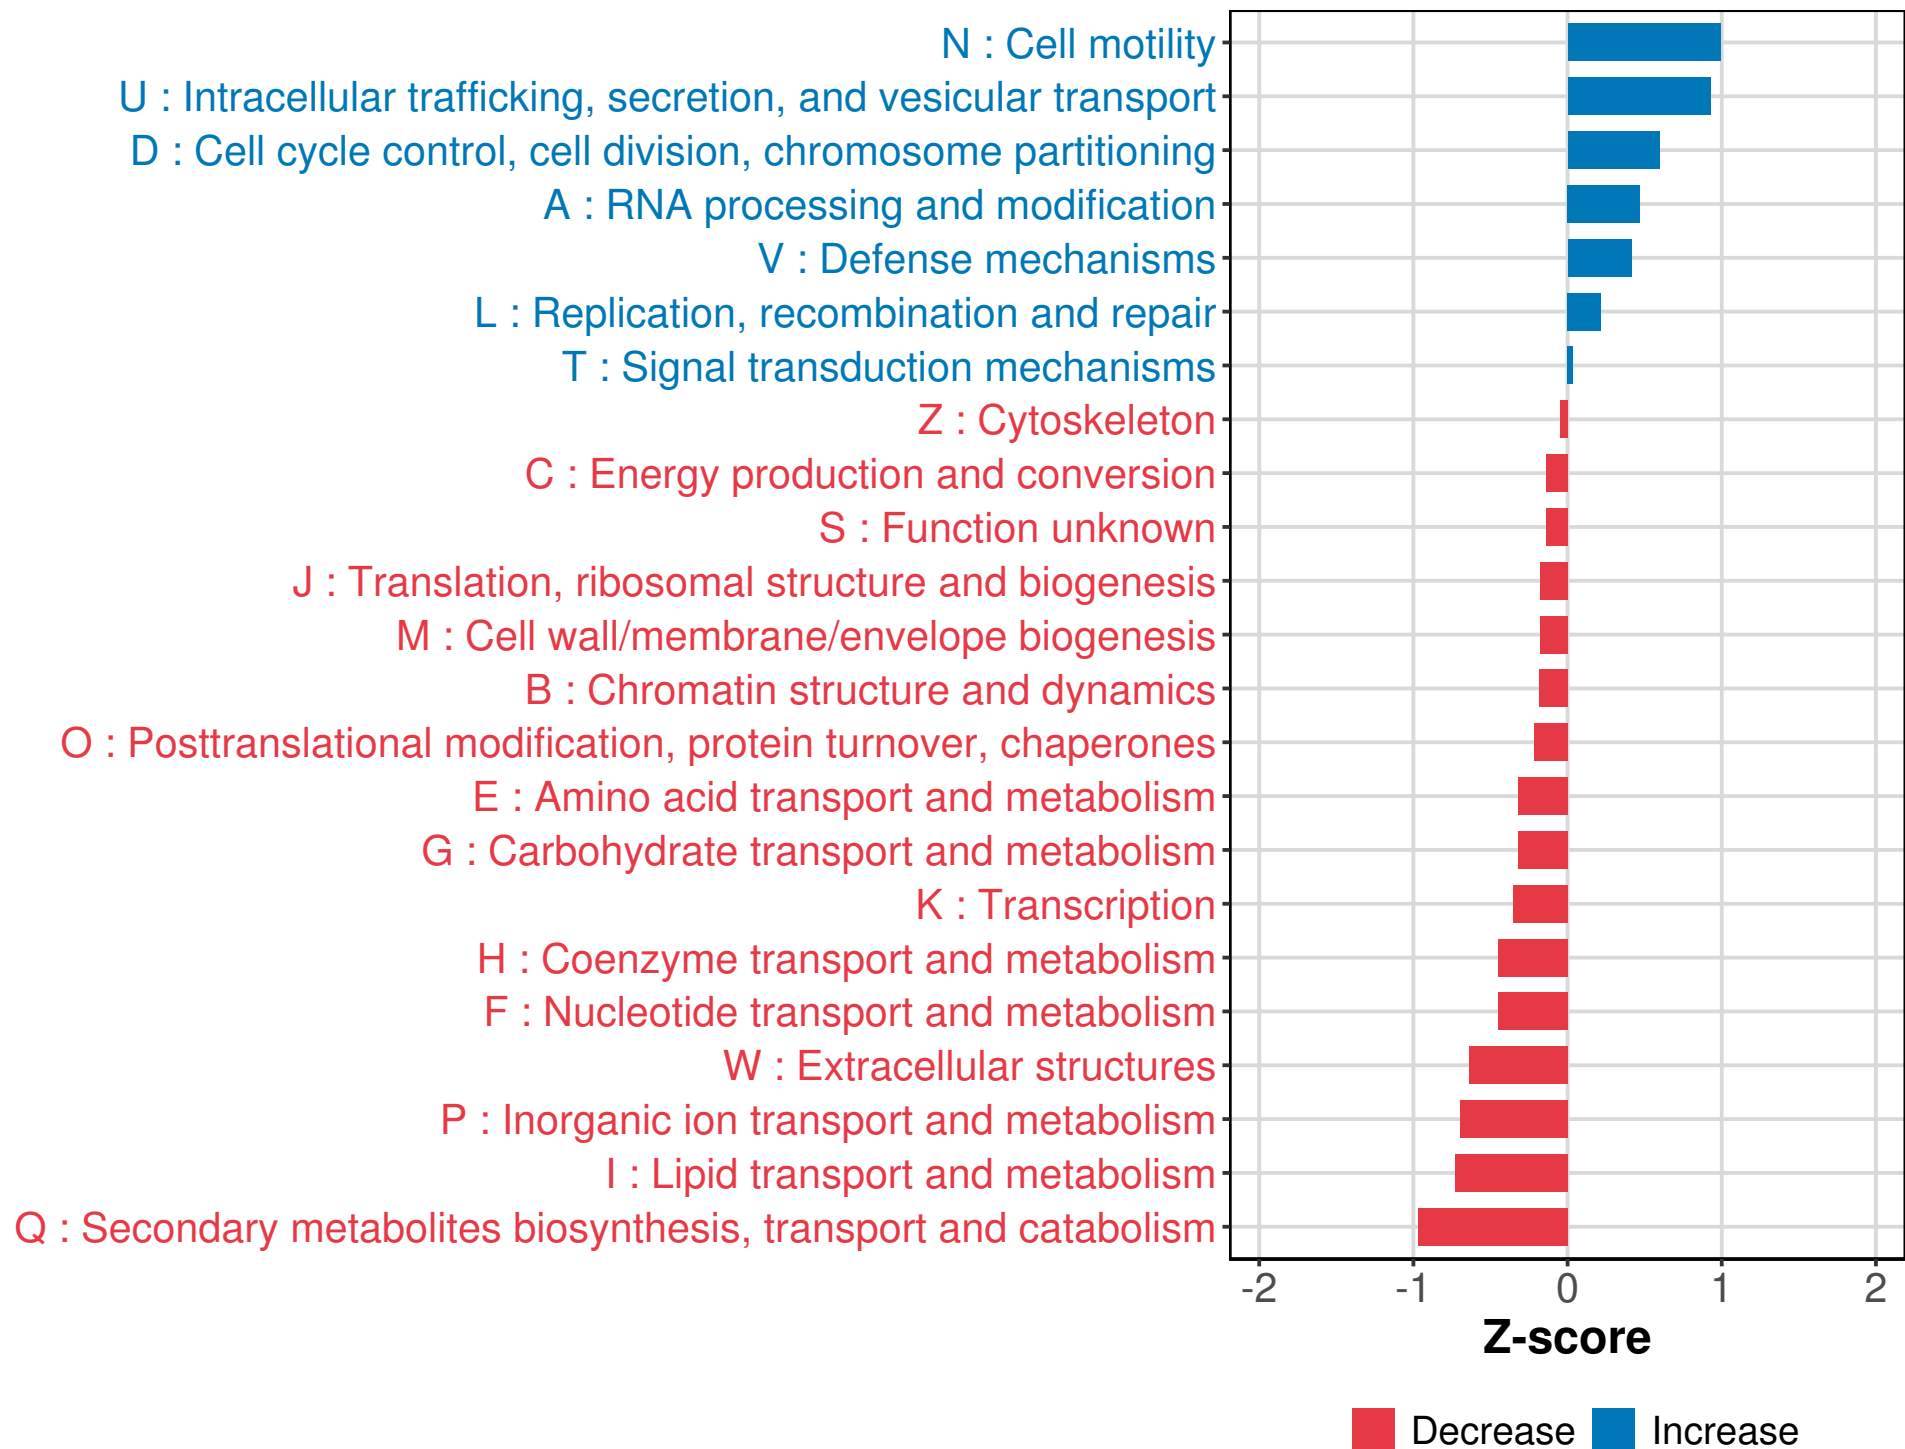 N : Cell motility
U : Intracellular trafficking, secretion, and vesicular transport
D : Cell cycle control, cell division, chromosome partitioning
A : RNA processing and modification
V : Defense mechanisms
L : Replication, recombination and repair
T : Signal transduction mechanisms
Z : Cytoskeleton
C : Energy production and conversion
S : Function unknown
J : Translation, ribosomal structure and biogenesis
M : Cell wall/membrane/envelope biogenesis
B : Chromatin structure and dynamics
O : Posttranslational modification, protein turnover, chaperones
E : Amino acid transport and metabolism
G : Carbohydrate transport and metabolism
K : Transcription
H : Coenzyme transport and metabolism
F : Nucleotide transport and metabolism
W : Extracellular structures
P : Inorganic ion transport and metabolism
I : Lipid transport and metabolism
Q : Secondary metabolites biosynthesis, transport and catabolism
-2 -1 0 1 2
Z-score
Decrease Increase